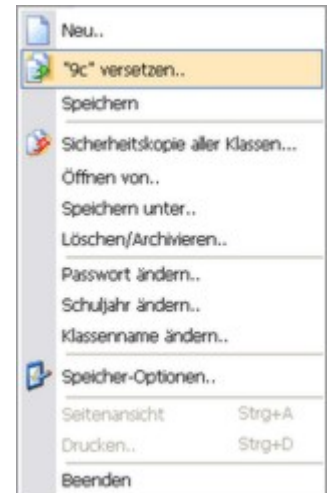 Neu..
"9c" versetzen..
Speichern
Sicherheitskopie aller Klassen...
Öffnen von..
Speichern unter..
Löschen/Archivieren..
Passwort ändern..
Schuljahr ändern..
Klassenname ändern..
Speicher-Optionen..
Seitenansicht Strg+A
Drucken.. Strg+D
Beenden